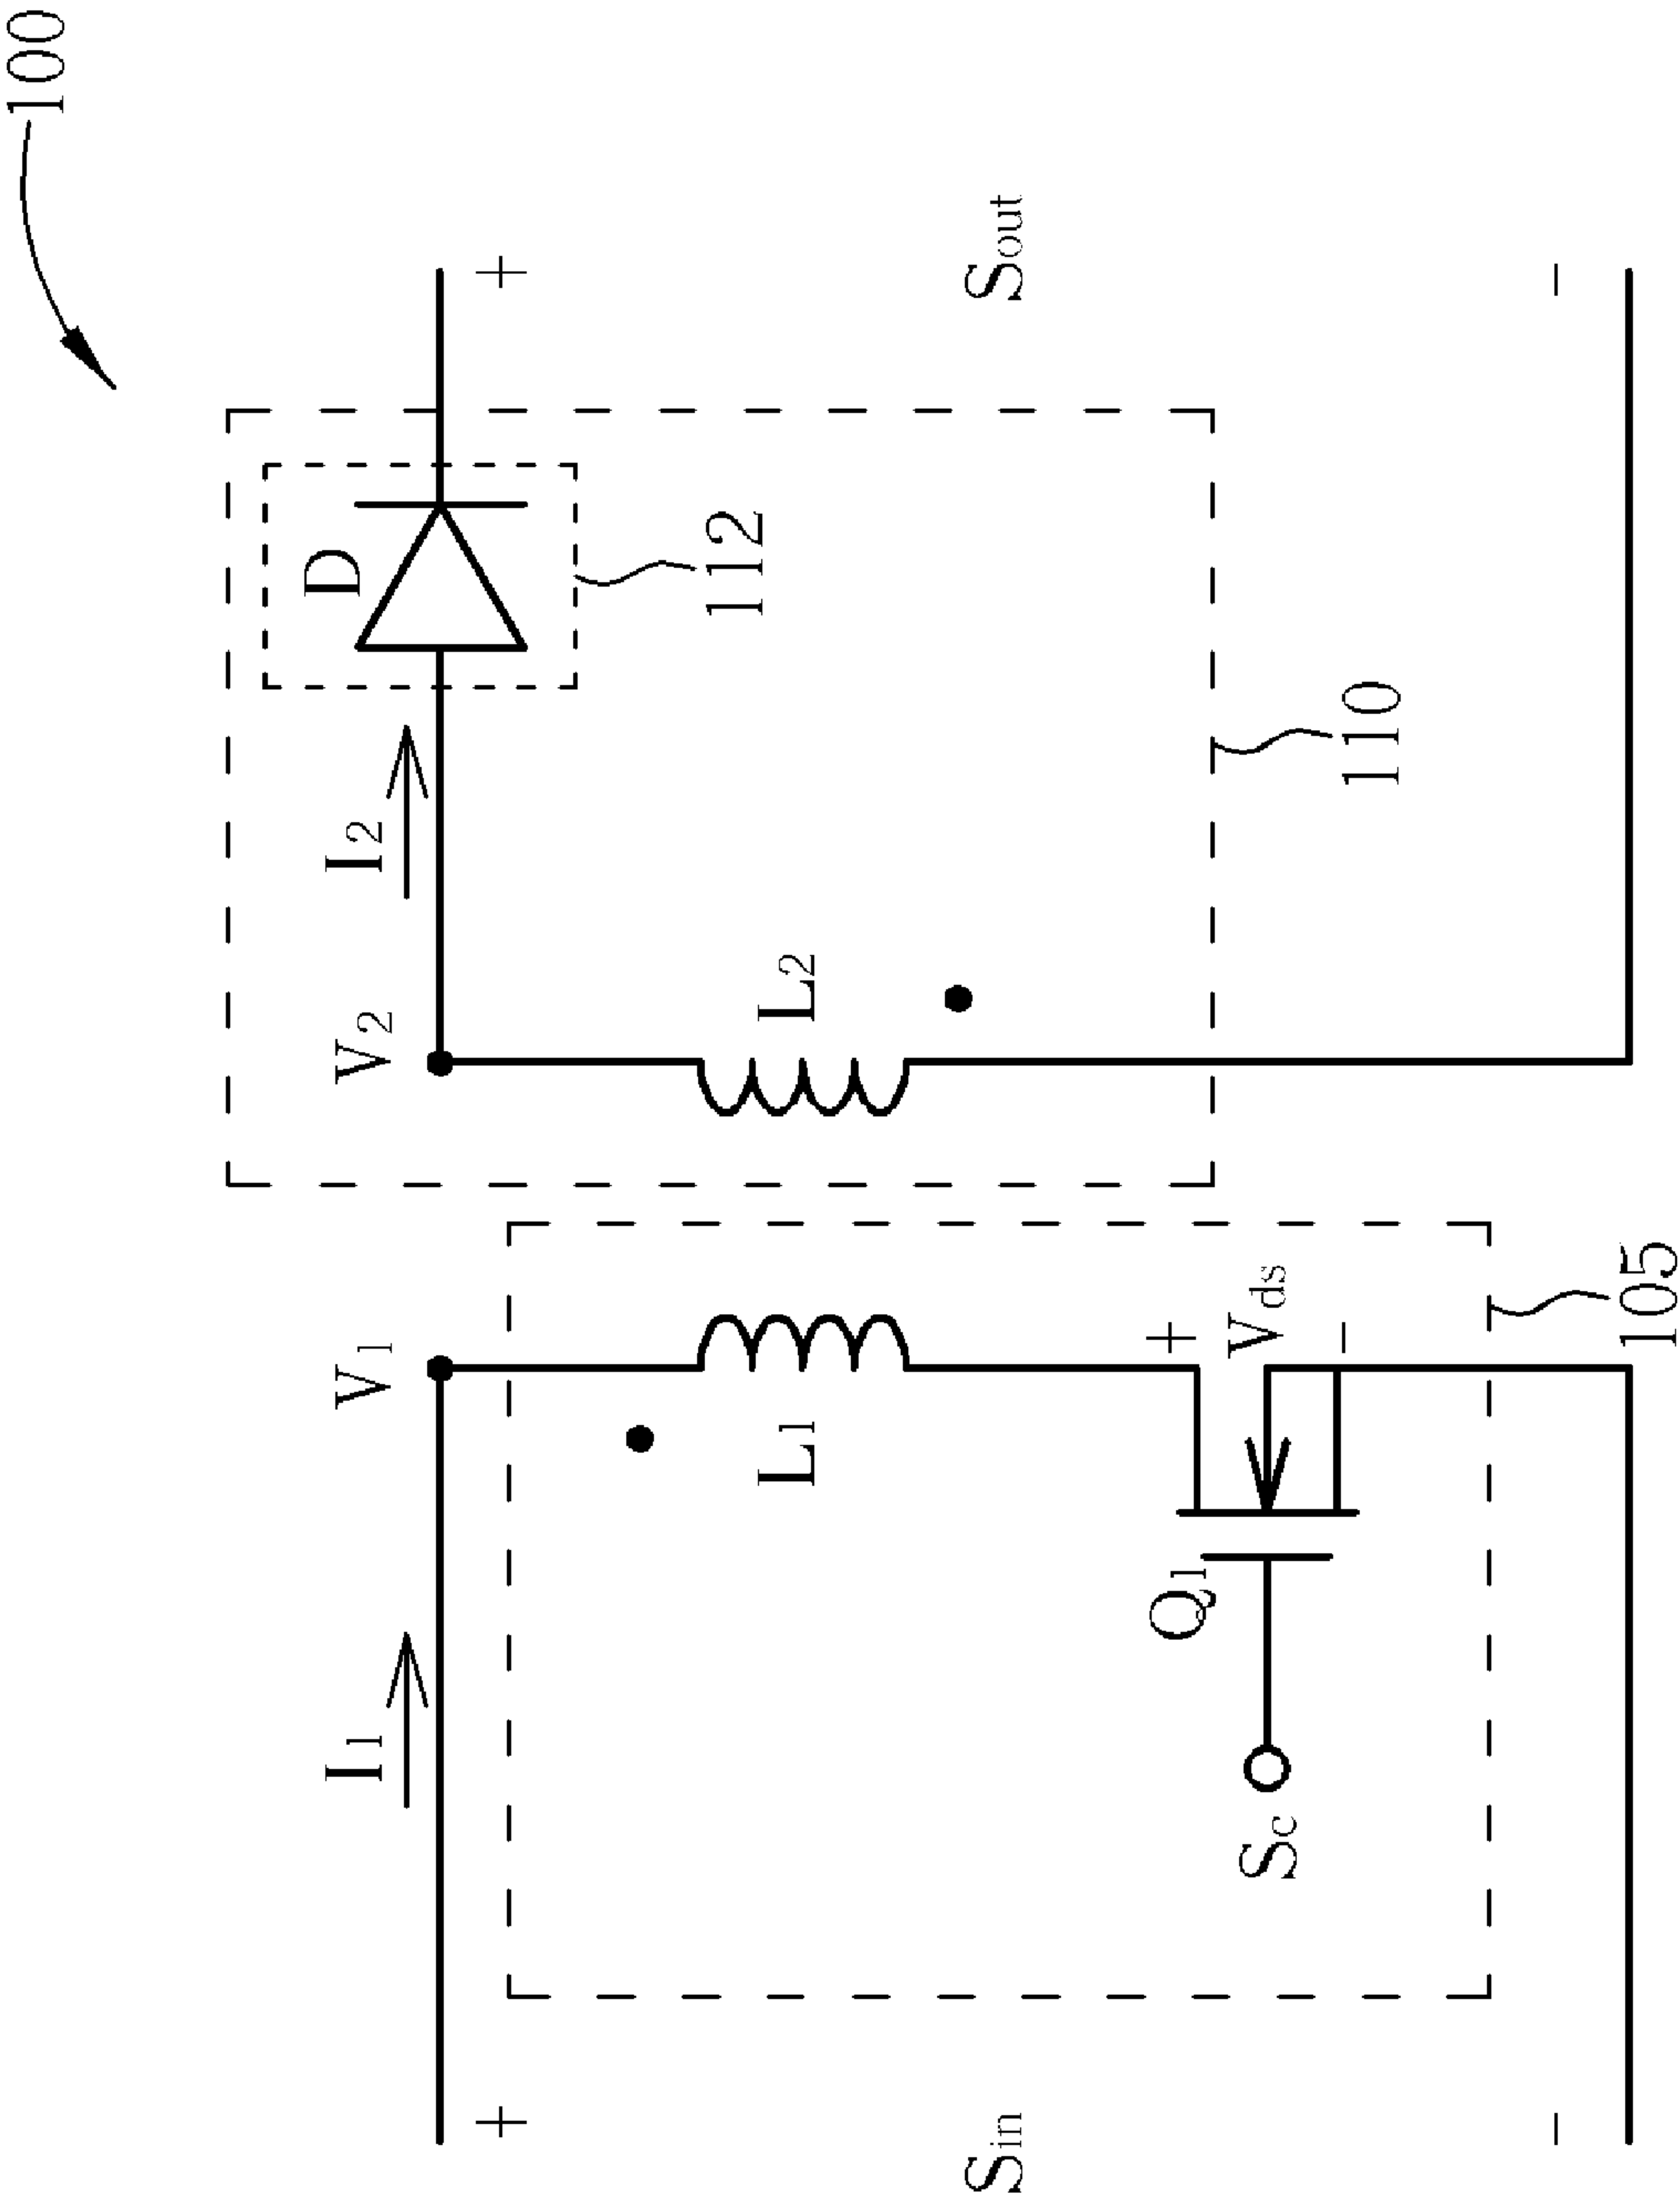 100
I1
V1
V2
I2
D
+
+
112
L1
L2
Sin
Sout
110
Q1
+
Sc
Vds
-
-
-
105